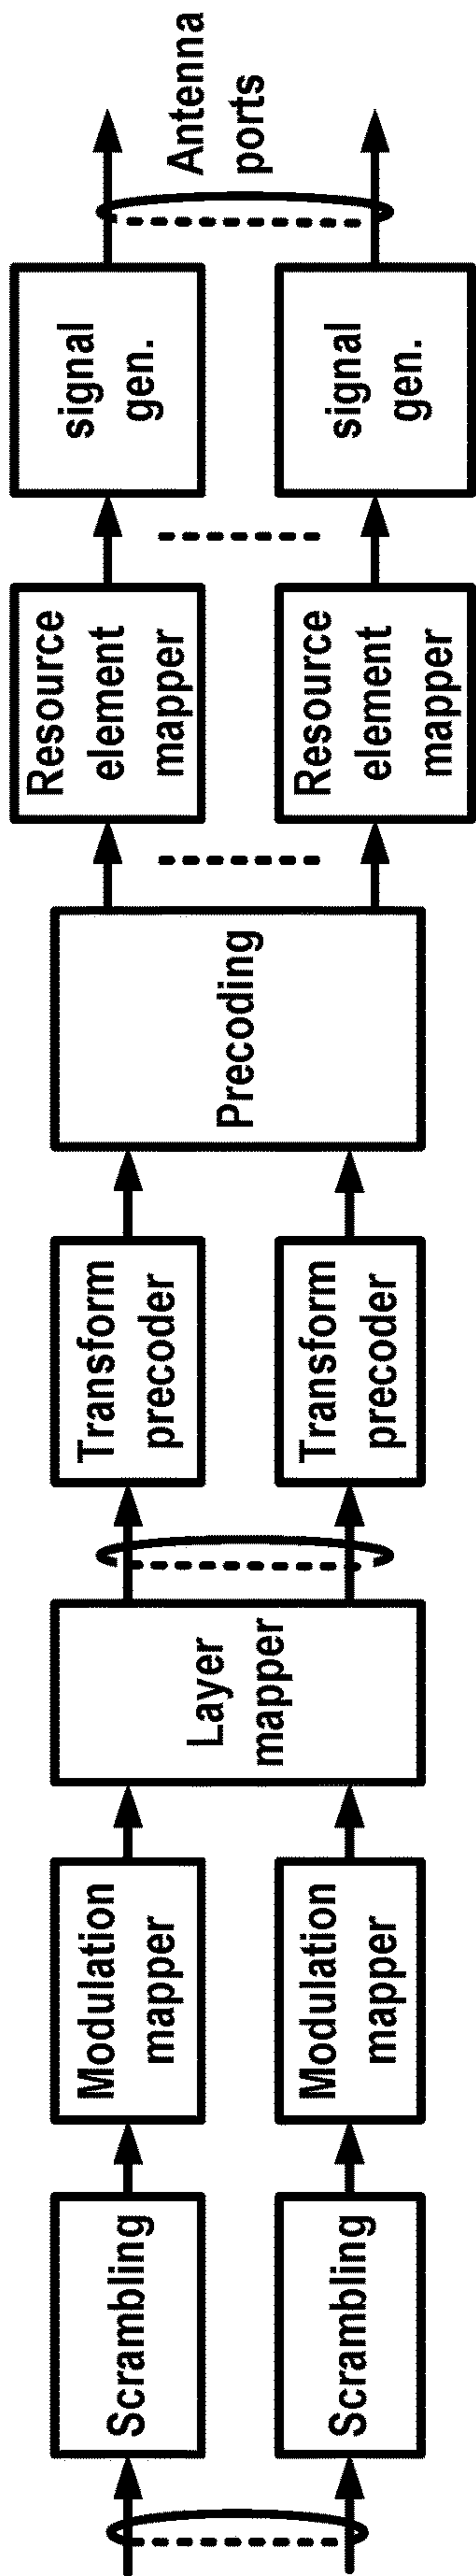 Scrambling
Modulation
mapper
Layer
mapper
Transform
precoder
Precoding
Resource
element
mapper
signal
gen.
Antenna
ports
Scrambling
Modulation
mapper
Transform
precoder
Resource
element
mapper
signal
gen.